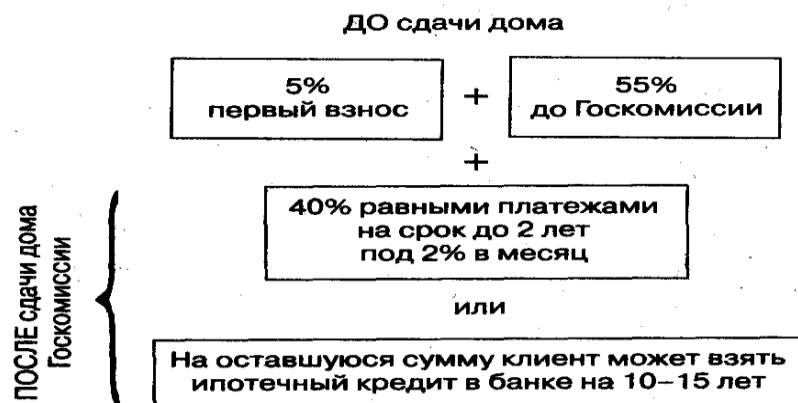 ДО сдачи дома
5%
первый взнос
+
55%
до Госкомиссии
+
ПОСЛЕ сдачи дома
Госкомиссии
40% равными платежами
на срок до 2 лет
под 2% в месяц
или
На оставшуюся сумму клиент может взять
ипотечный кредит в банке на 10–15 лет